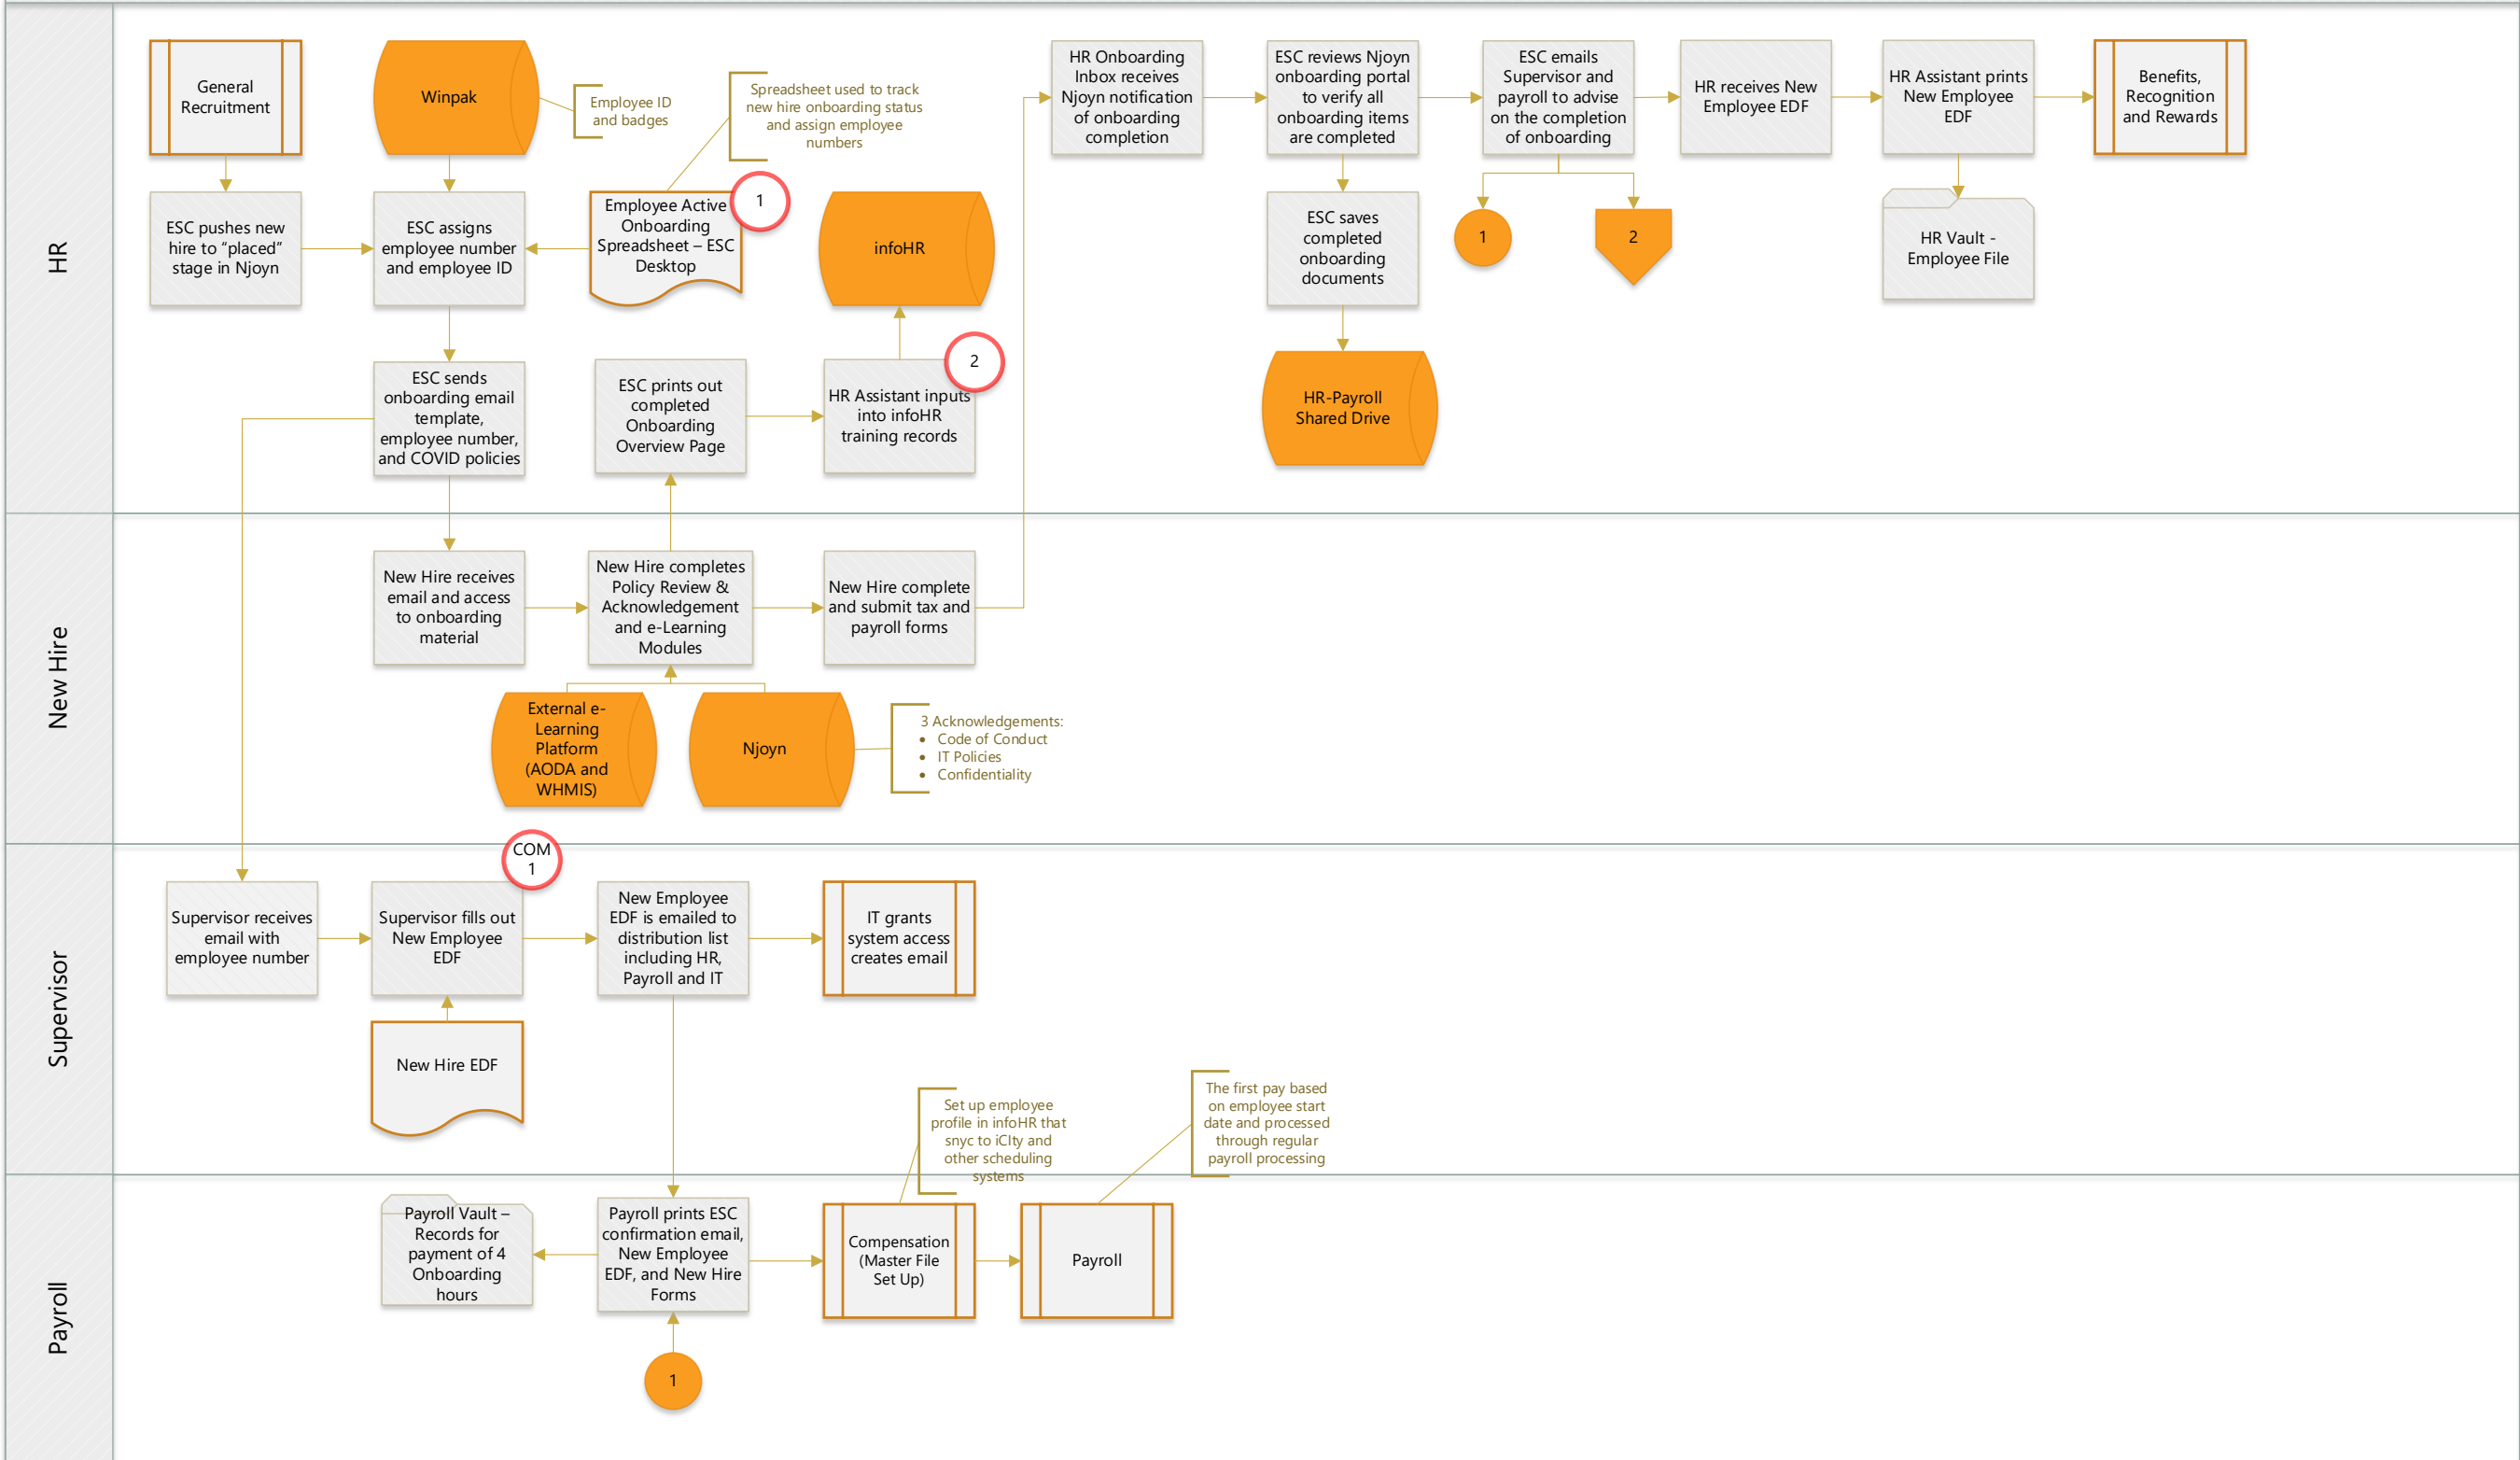 HR
General
Recruitment
Winpak
Employee ID
and badges
Spreadsheet used to track
new hire onboarding status
and assign employee
numbers
HR Onboarding
Inbox receives
Njoyn notification
of onboarding
completion
ESC reviews Njoyn
onboarding portal
to verify all
onboarding items
are completed
ESC emails
Supervisor and
payroll to advise
on the completion
of onboarding
HR receives New
Employee EDF
HR Assistant prints
New Employee
EDF
Benefits,
Recognition
and Rewards
ESC pushes new
hire to “placed”
stage in Njoyn
ESC assigns
employee number
and employee ID
Employee Active
Onboarding
Spreadsheet – ESC
Desktop
1
infoHR
ESC saves
completed
onboarding
documents
1
2
HR Vault -
Employee File
ESC sends
onboarding email
template,
employee number,
and COVID policies
ESC prints out
completed
Onboarding
Overview Page
HR Assistant inputs
into infoHR
training records
2
HR-Payroll
Shared Drive
New Hire
New Hire receives
email and access
to onboarding
material
New Hire completes
Policy Review &
Acknowledgement
and e-Learning
Modules
New Hire complete
and submit tax and
payroll forms
External e-
Learning
Platform
(AODA and
WHMIS)
Njoyn
3 Acknowledgements:
• Code of Conduct
• IT Policies
• Confidentiality
Supervisor
COM
1
Supervisor receives
email with
employee number
Supervisor fills out
New Employee
EDF
New Employee
EDF is emailed to
distribution list
including HR,
Payroll and IT
IT grants
system access
creates email
New Hire EDF
Set up employee
profile in infoHR that
snyc to iCIty and
other scheduling
systems
The first pay based
on employee start
date and processed
through regular
payroll processing
Payroll
Payroll Vault –
Records for
payment of 4
Onboarding
hours
Payroll prints ESC
confirmation email,
New Employee
EDF, and New Hire
Forms
Compensation
(Master File
Set Up)
Payroll
1